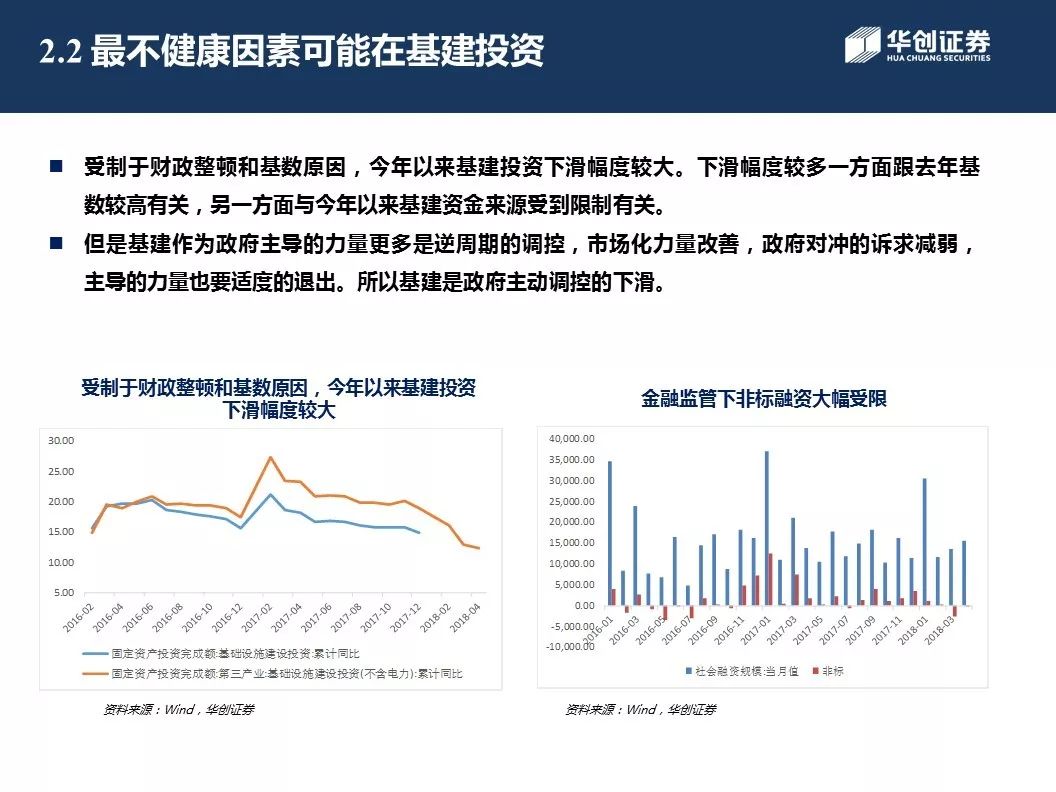 2.2 最不健康因素可能在基建投资
华创证券
HUA CHUANG SECURITIES
受制于财政整顿和基数原因，今年以来基建投资下滑幅度较大。下滑幅度较多一方面跟去年基
数较高有关，另一方面与今年以来基建资金来源受到限制有关。
但是基建作为政府主导的力量更多是逆周期的调控，市场化力量改善，政府对冲的诉求减弱，
主导的力量也要适度的退出。所以基建是政府主动调控的下滑。
受制于财政整顿和基数原因，今年以来基建投资
下滑幅度较大
30.00
25.00
20.00
15.00
10.00
5.00
2016-02 2016-04 2016-06 2016-08 2016-10 2016-12 2017-02 2017-04 2017-06 2017-08 2017-10 2017-12 2018-02 2018-04
固定资产投资完成额:基础设施建设投资:累计同比
固定资产投资完成额:第三产业:基础设施建设投资(不含电力):累计同比
资料来源：Wind，华创证券
金融监管下非标融资大幅受限
40,000.00
35,000.00
30,000.00
25,000.00
20,000.00
15,000.00
10,000.00
5,000.00
0.00
-5,000.00
-10,000.00
2016-01 2016-03 2016-05 2016-07 2016-09 2016-11 2017-01 2017-03 2017-05 2017-07 2017-09 2017-11 2018-01 2018-03
社会融资规模:当月值 非标
资料来源：Wind，华创证券